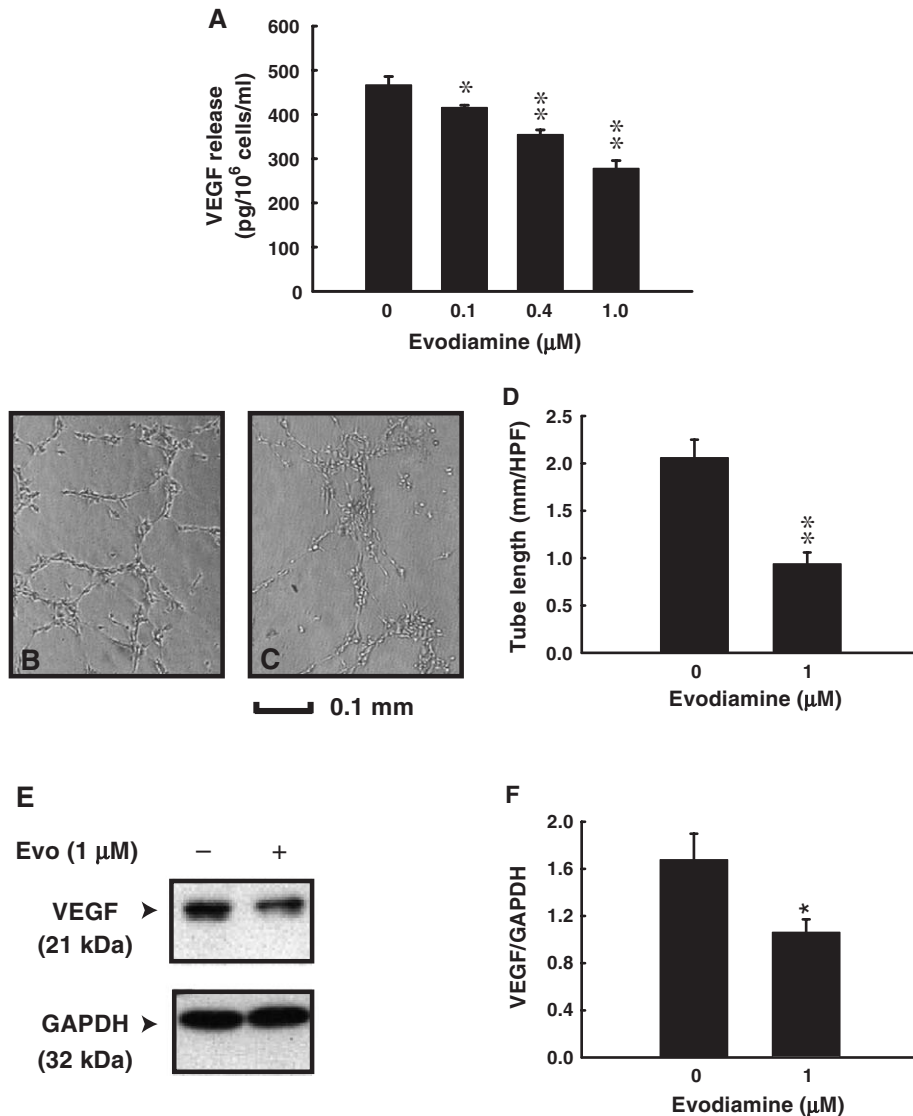 A
VEGF release
(pg/10⁶ cells/ml)
600
500
400
300
200
100
0
*
**
**
0 0.1 0.4 1.0
Evodiamine (μM)
B
C
0.1 mm
D
Tube length (mm/HPF)
2.5
2.0
1.5
1.0
0.5
0.0
**
0 1
Evodiamine (μM)
E
Evo (1 μM) − +
VEGF
(21 kDa)
GAPDH
(32 kDa)
F
VEGF/GAPDH
2.0
1.6
1.2
0.8
0.4
0.0
*
0 1
Evodiamine (μM)